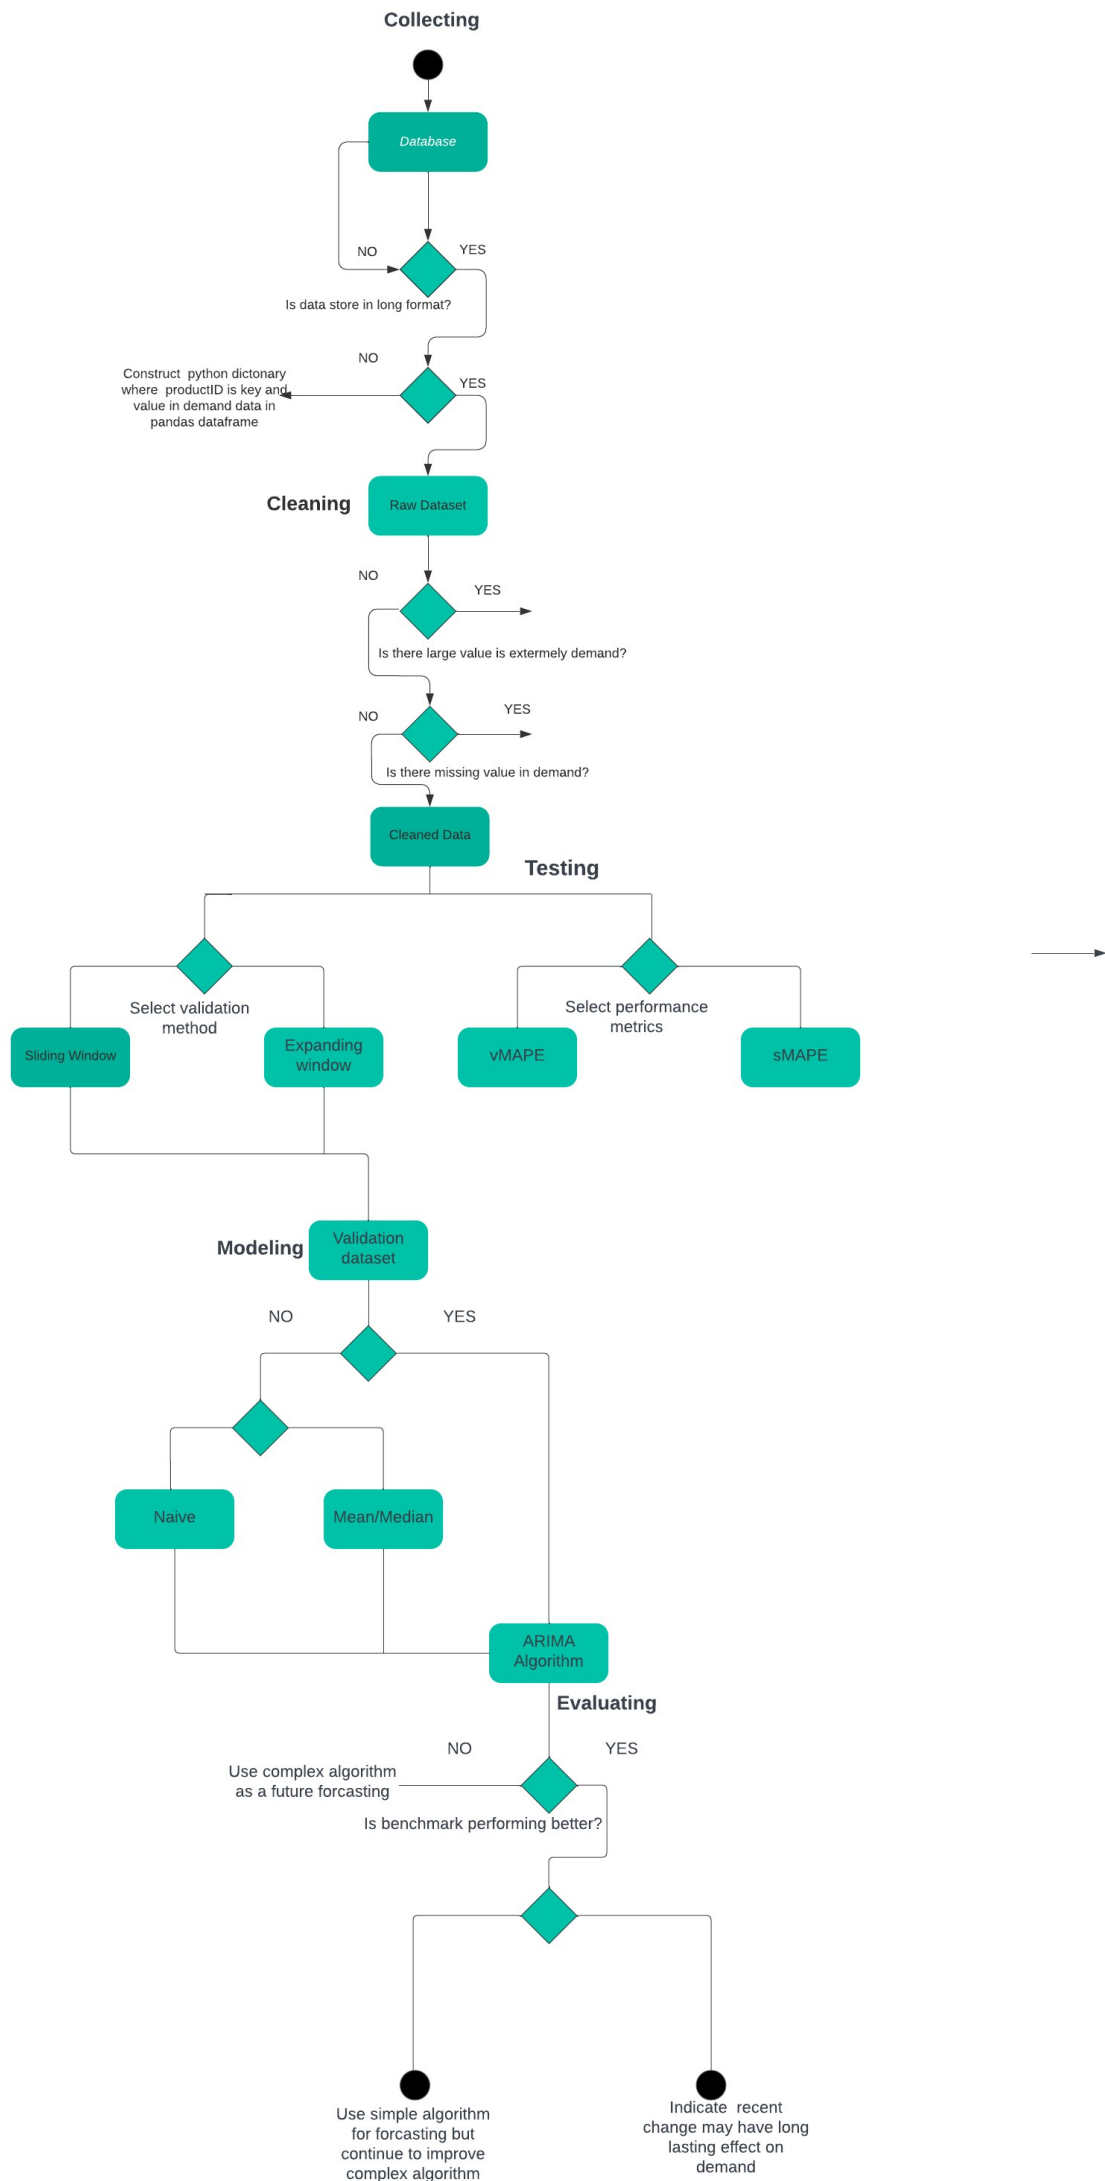 Collecting
Database
NO
YES
Is data store in long format?
NO
YES
Construct python dictonary
where productID is key and
value in demand data in
pandas dataframe
Cleaning
Raw Dataset
NO
YES
Is there large value is extermely demand?
NO
YES
Is there missing value in demand?
Cleaned Data
Testing
Select validation
method
Select performance
metrics
Sliding Window
Expanding
window
vMAPE
sMAPE
Modeling
Validation
dataset
NO
YES
Naive
Mean/Median
ARIMA
Algorithm
Evaluating
NO
YES
Use complex algorithm
as a future forcasting
Is benchmark performing better?
Use simple algorithm
for forcasting but
continue to improve
complex algorithm
Indicate recent
change may have long
lasting effect on
demand